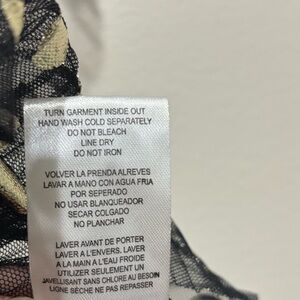 TURN GARMENT INSIDE OUT
HAND WASH COLD SEPARATELY
DO NOT BLEACH
LINE DRY
DO NOT IRON
VOLVER LA PRENDA ALREVES
LAVAR A MANO CON AGUA FRIA
POR SEPERADO
NO USAR BLANQUEADOR
SECAR COLGADO
NO PLANCHAR
LAVER AVANT DE PORTER
LAVER A L'ENVERS. LAVER
A LA MAIN A L'EAU FROIDE
UTILIZER SEULEMENT UN
JAVELLISANT SANS CHLORE AU BESOIN
LIGNE SÈCHE NE PAS REPASSER